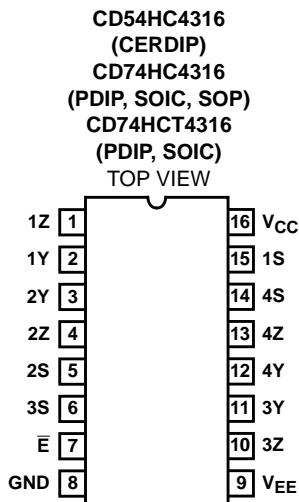 CD54HC4316
(CERDIP)
CD74HC4316
(PDIP, SOIC, SOP)
CD74HCT4316
(PDIP, SOIC)
TOP VIEW
1Z 1 16 VCC
1Y 2 15 1S
2Y 3 14 4S
2Z 4 13 4Z
2S 5 12 4Y
3S 6 11 3Y
E̅ 7 10 3Z
GND 8 9 VEE